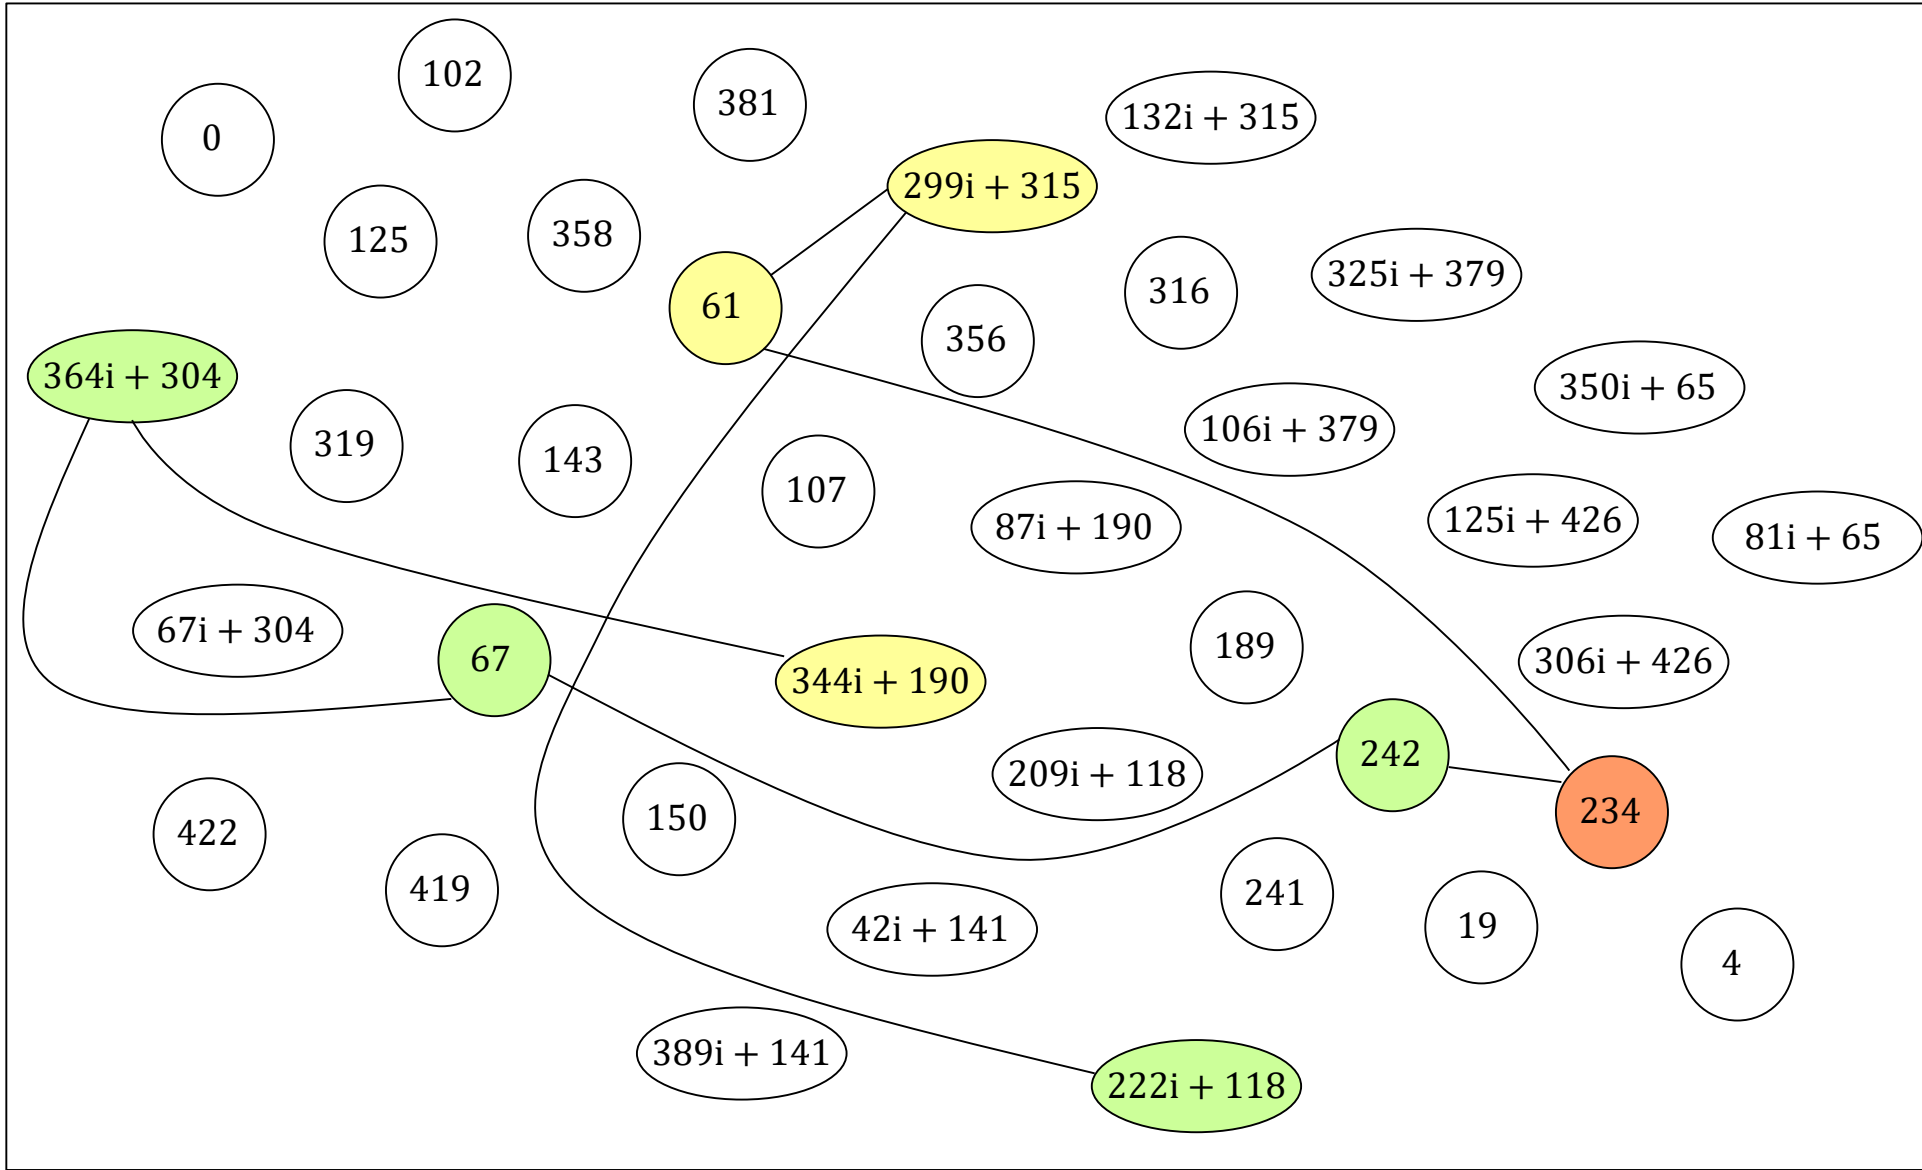 102
381
132i + 315
0
299i + 315
125
358
316
325i + 379
61
356
364i + 304
350i + 65
319
143
106i + 379
107
87i + 190
125i + 426
81i + 65
67i + 304
67
344i + 190
189
306i + 426
209i + 118
242
234
422
150
419
42i + 141
241
19
4
389i + 141
222i + 118